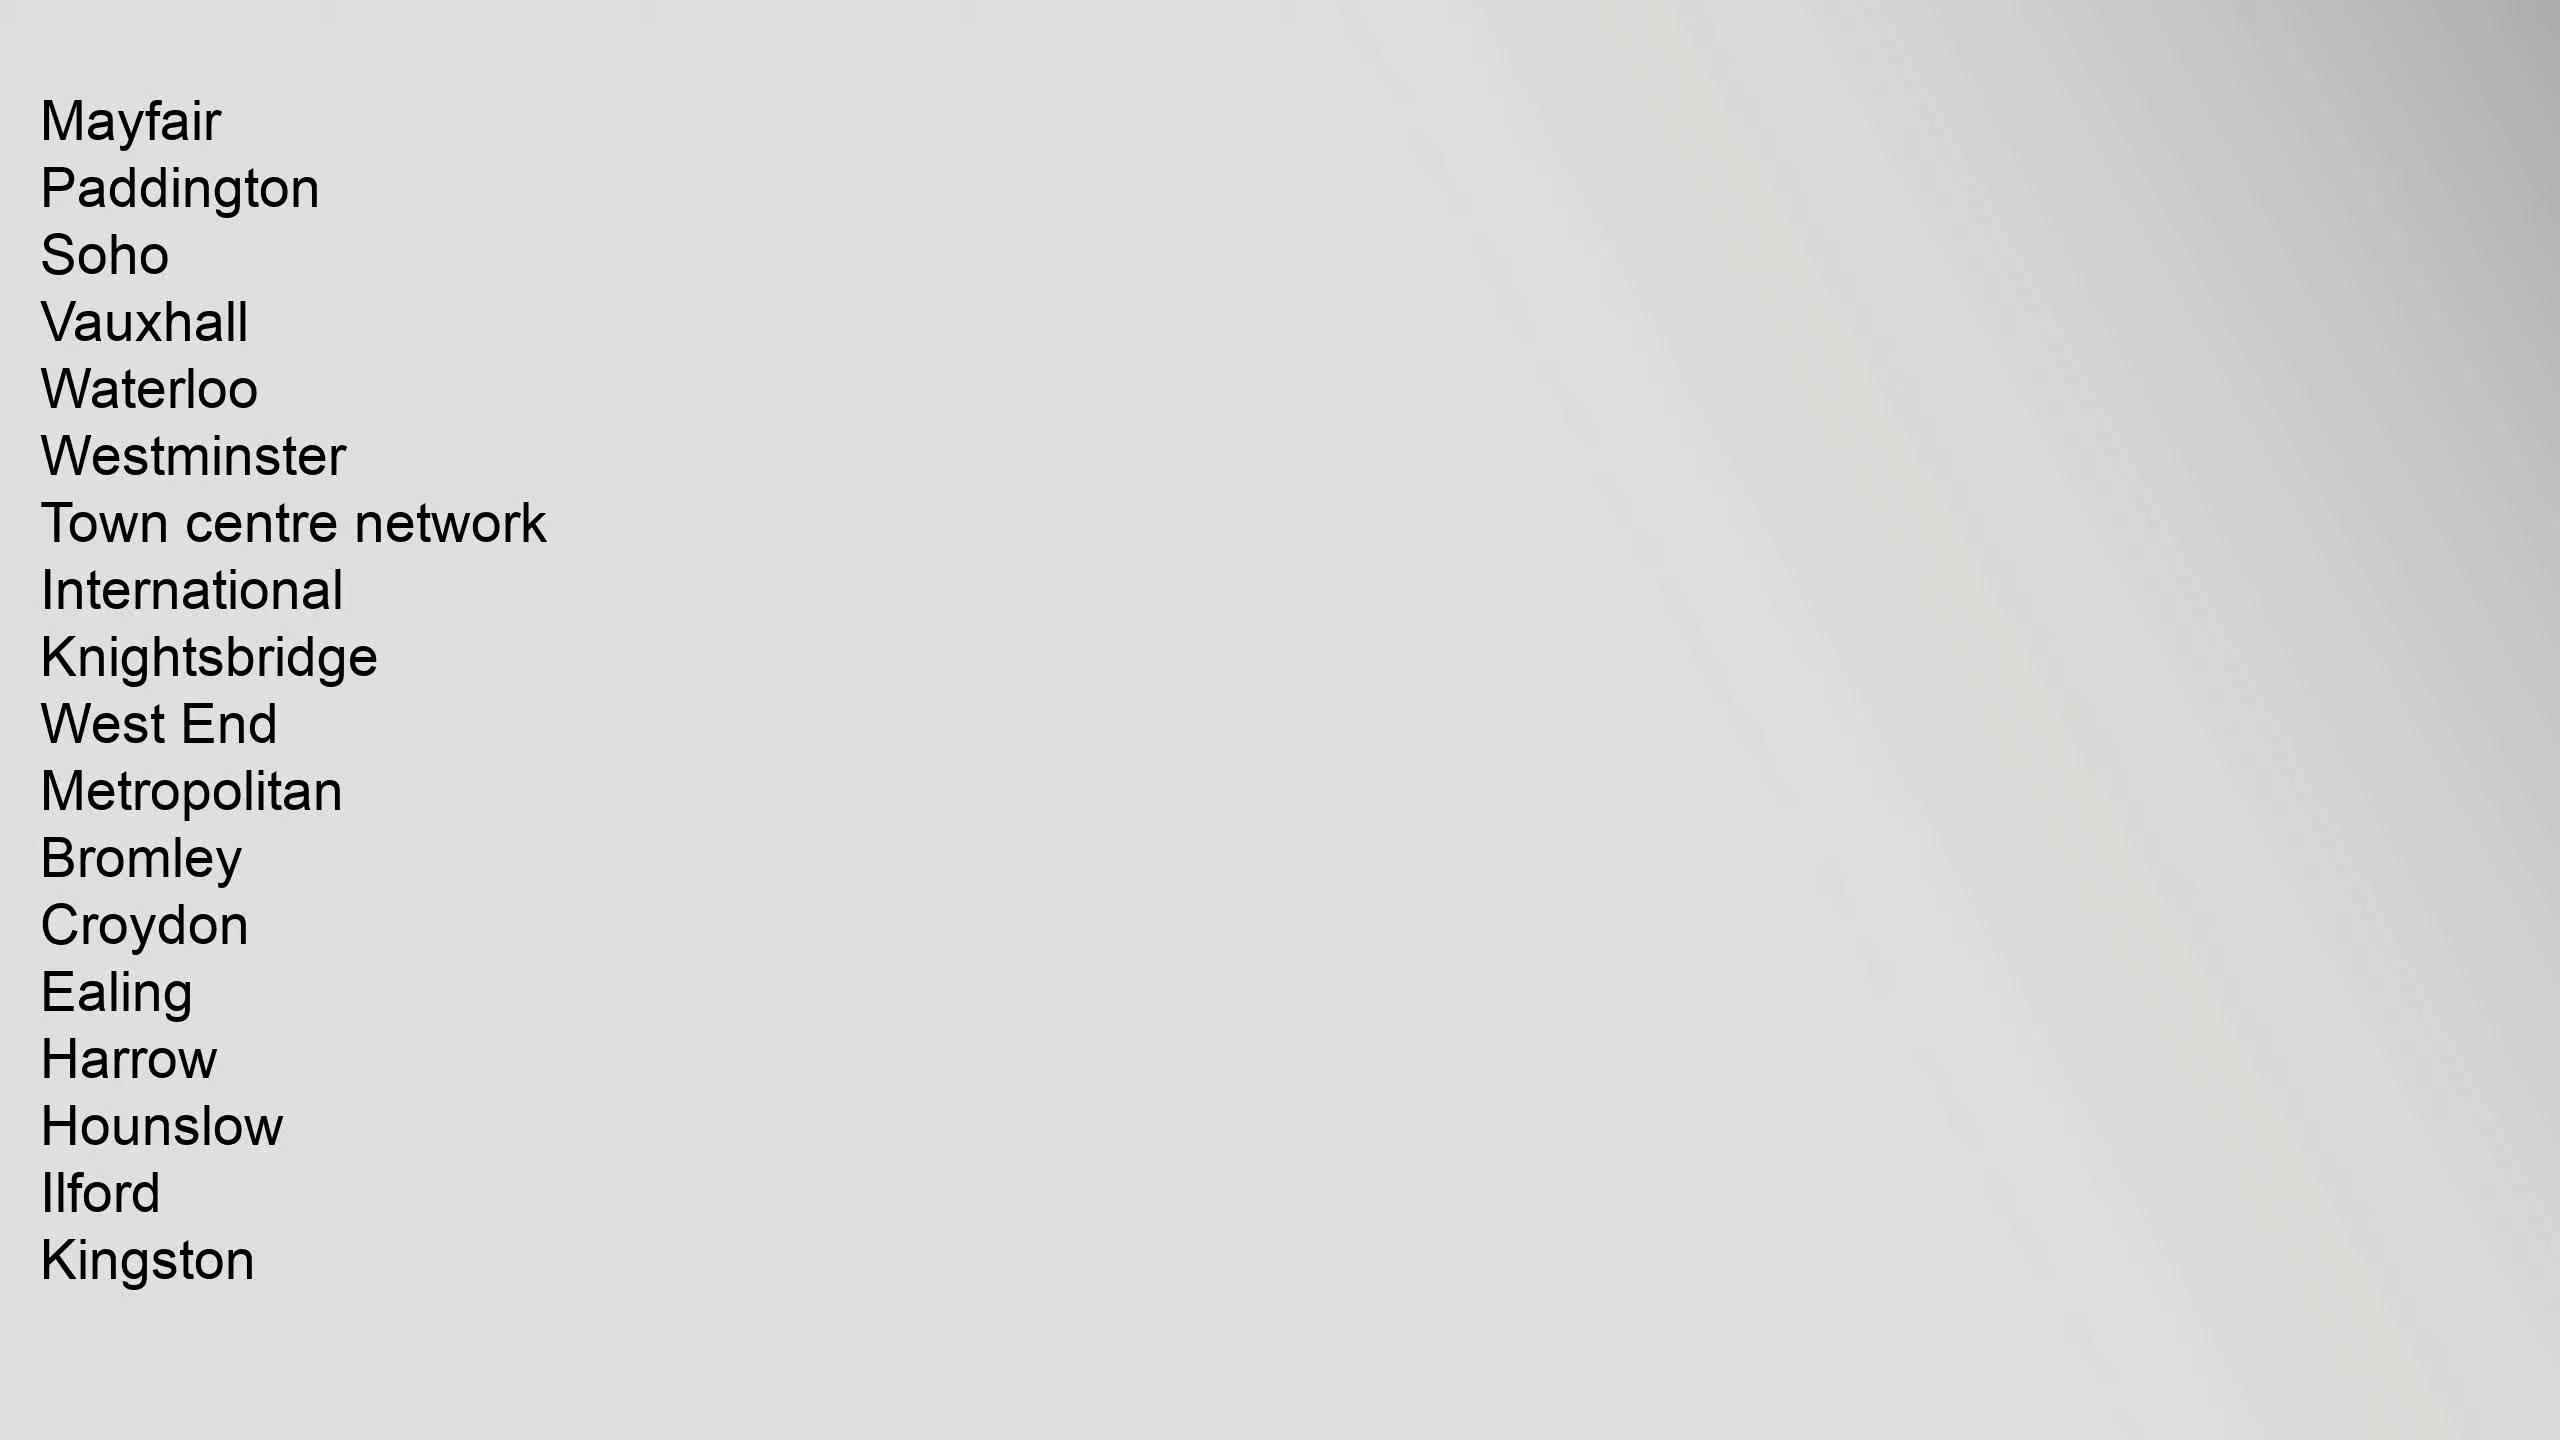 Mayfair
Paddington
Soho
Vauxhall
Waterloo
Westminster
Town centre network
International
Knightsbridge
West End
Metropolitan
Bromley
Croydon
Ealing
Harrow
Hounslow
Ilford
Kingston